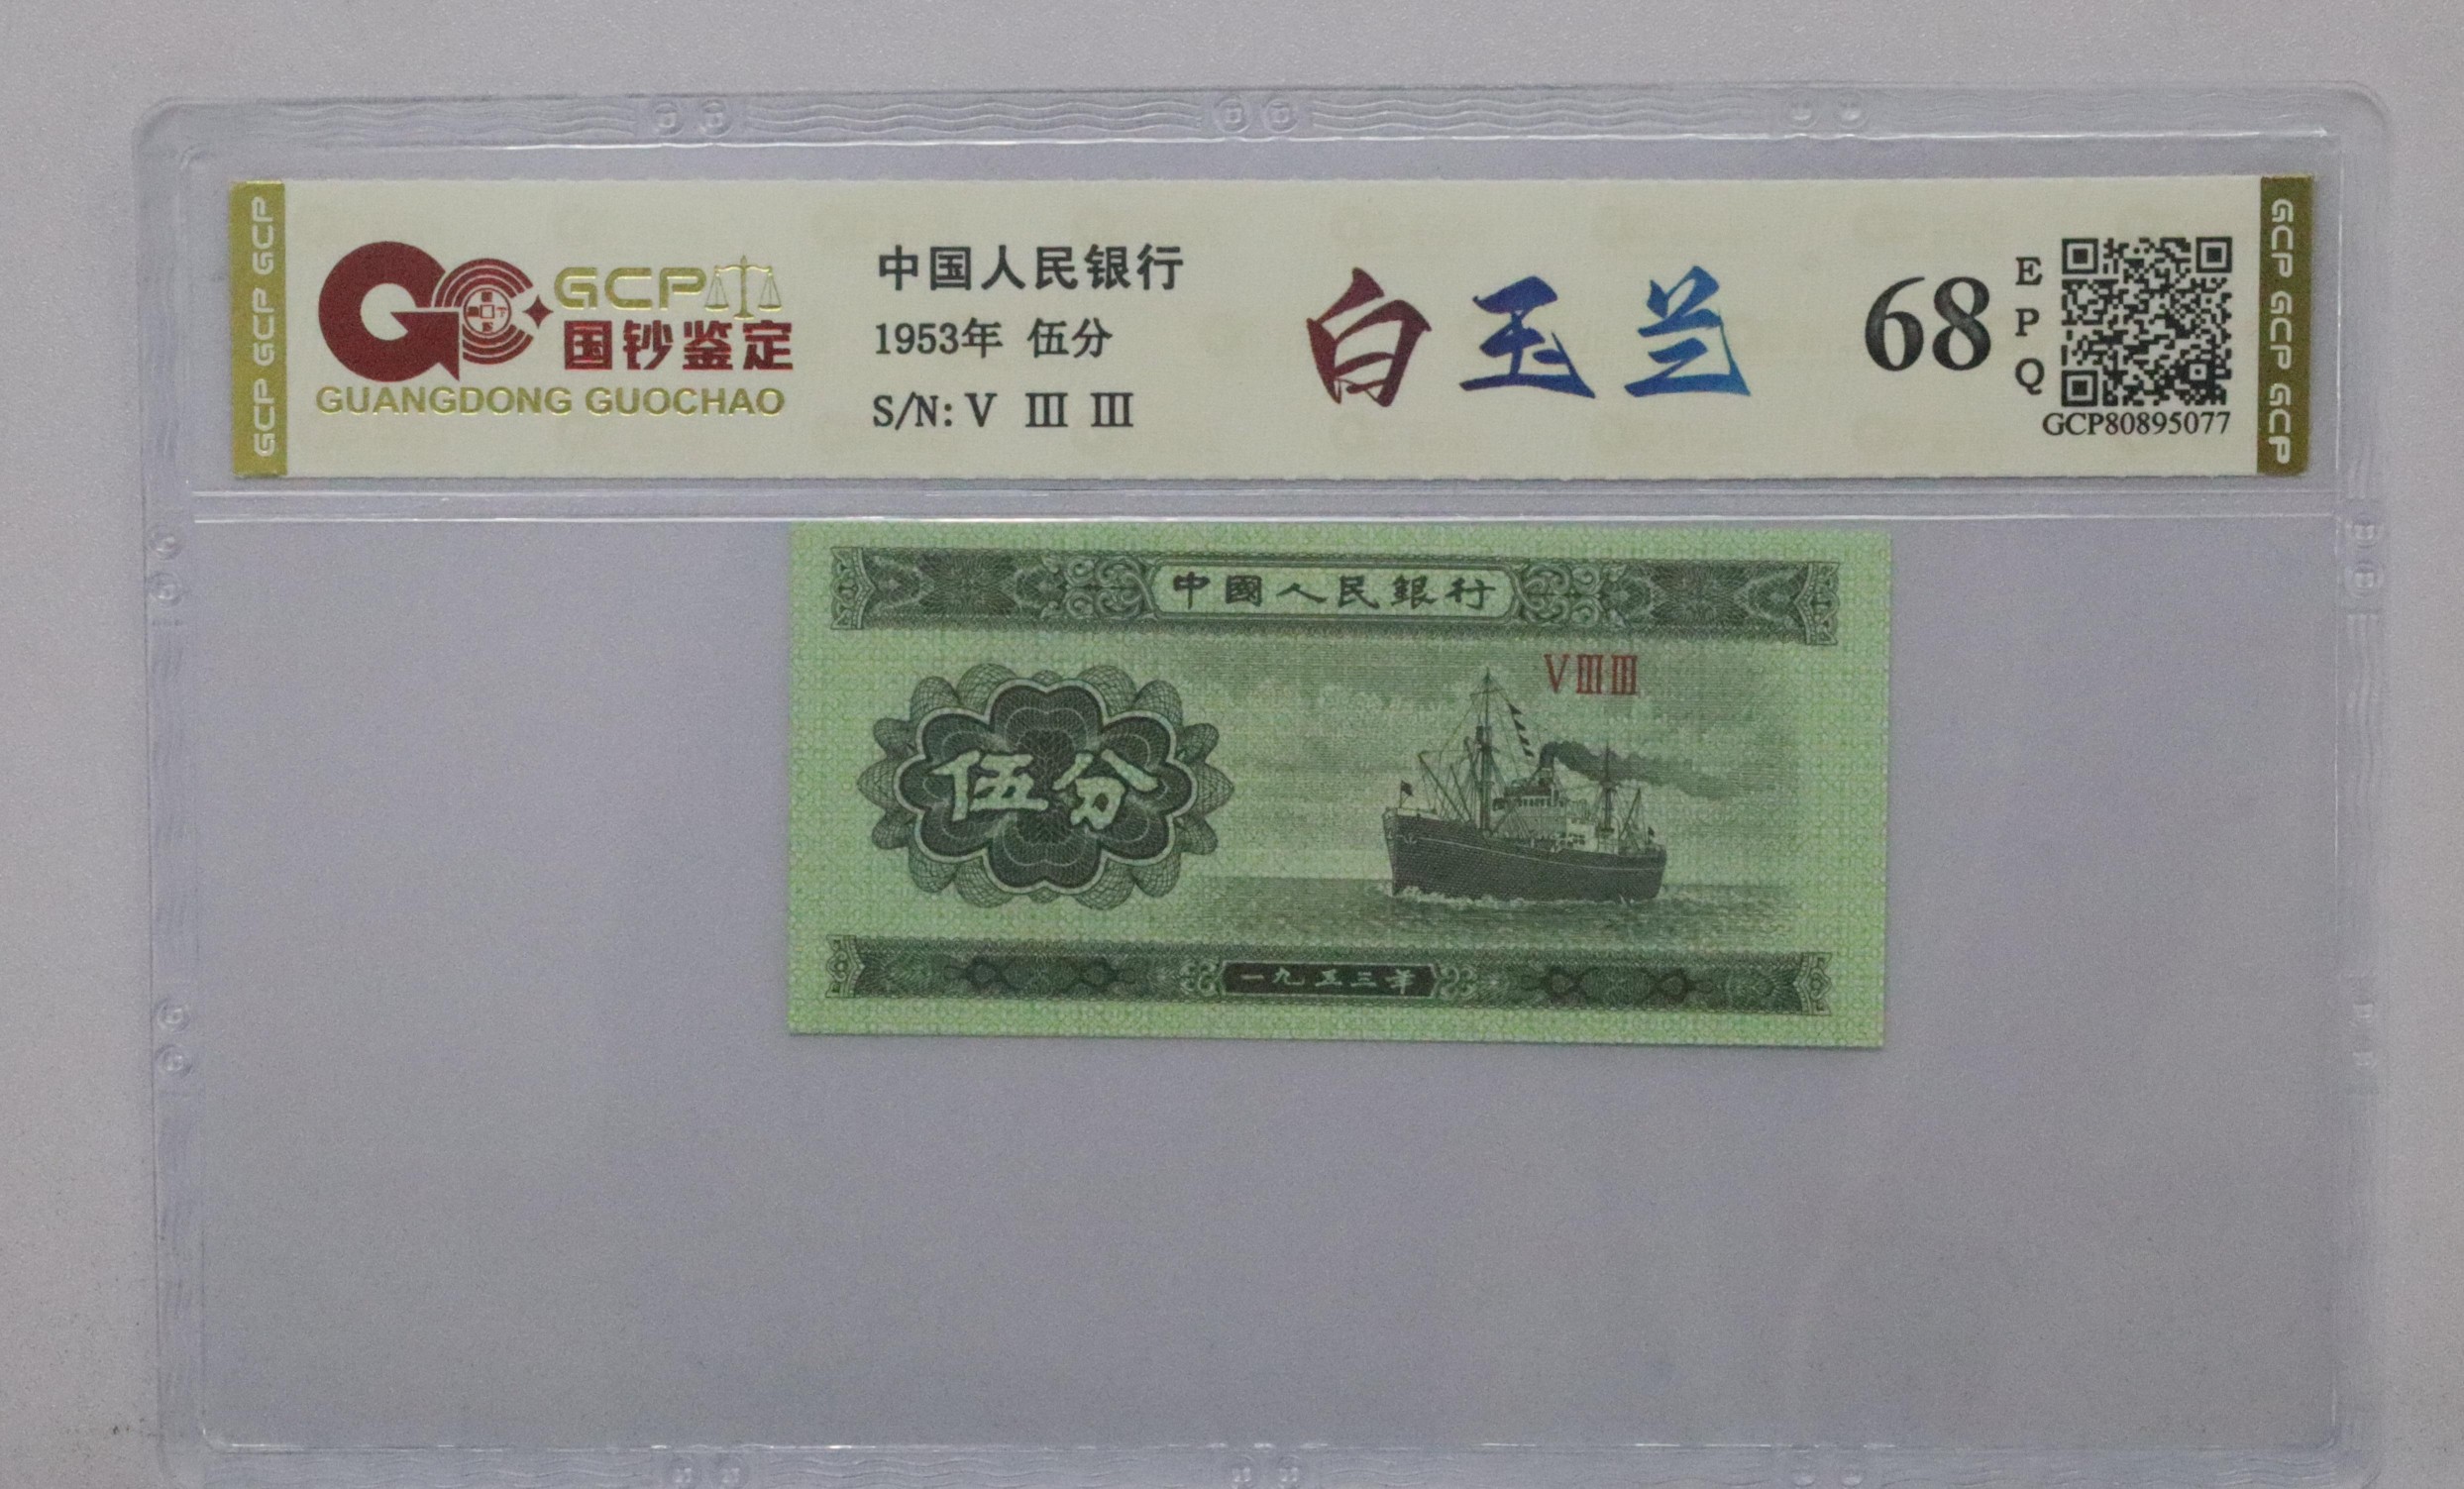 GCP GCP GCP
GCP
国钞鉴定
GUANGDONG GUOCHAO
中国人民银行
1953年 伍分
S/N: V III III
白玉兰
68
EPQ
GCP80895077
GCP GCP GCP
中國人民銀行
VIIIIII
伍分
一九五三年